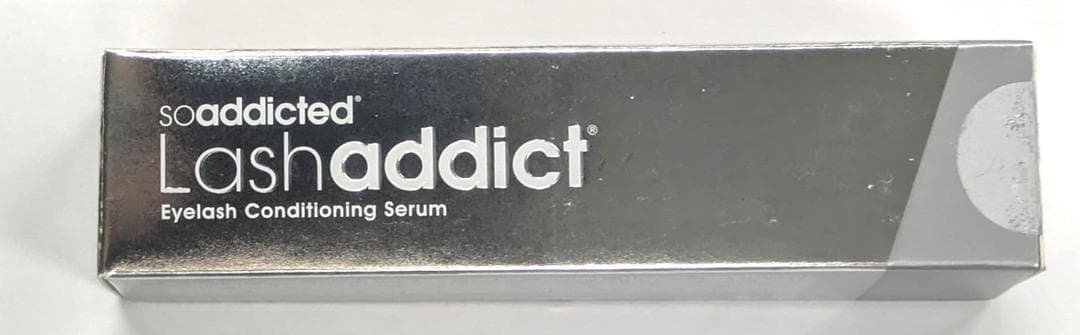 soaddicted®
Lashaddict®
Eyelash Conditioning Serum